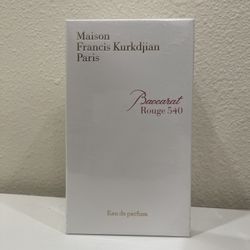 Maison
Francis Kurkdjian
Paris
Baccarat
Rouge 540
Eau de parfum